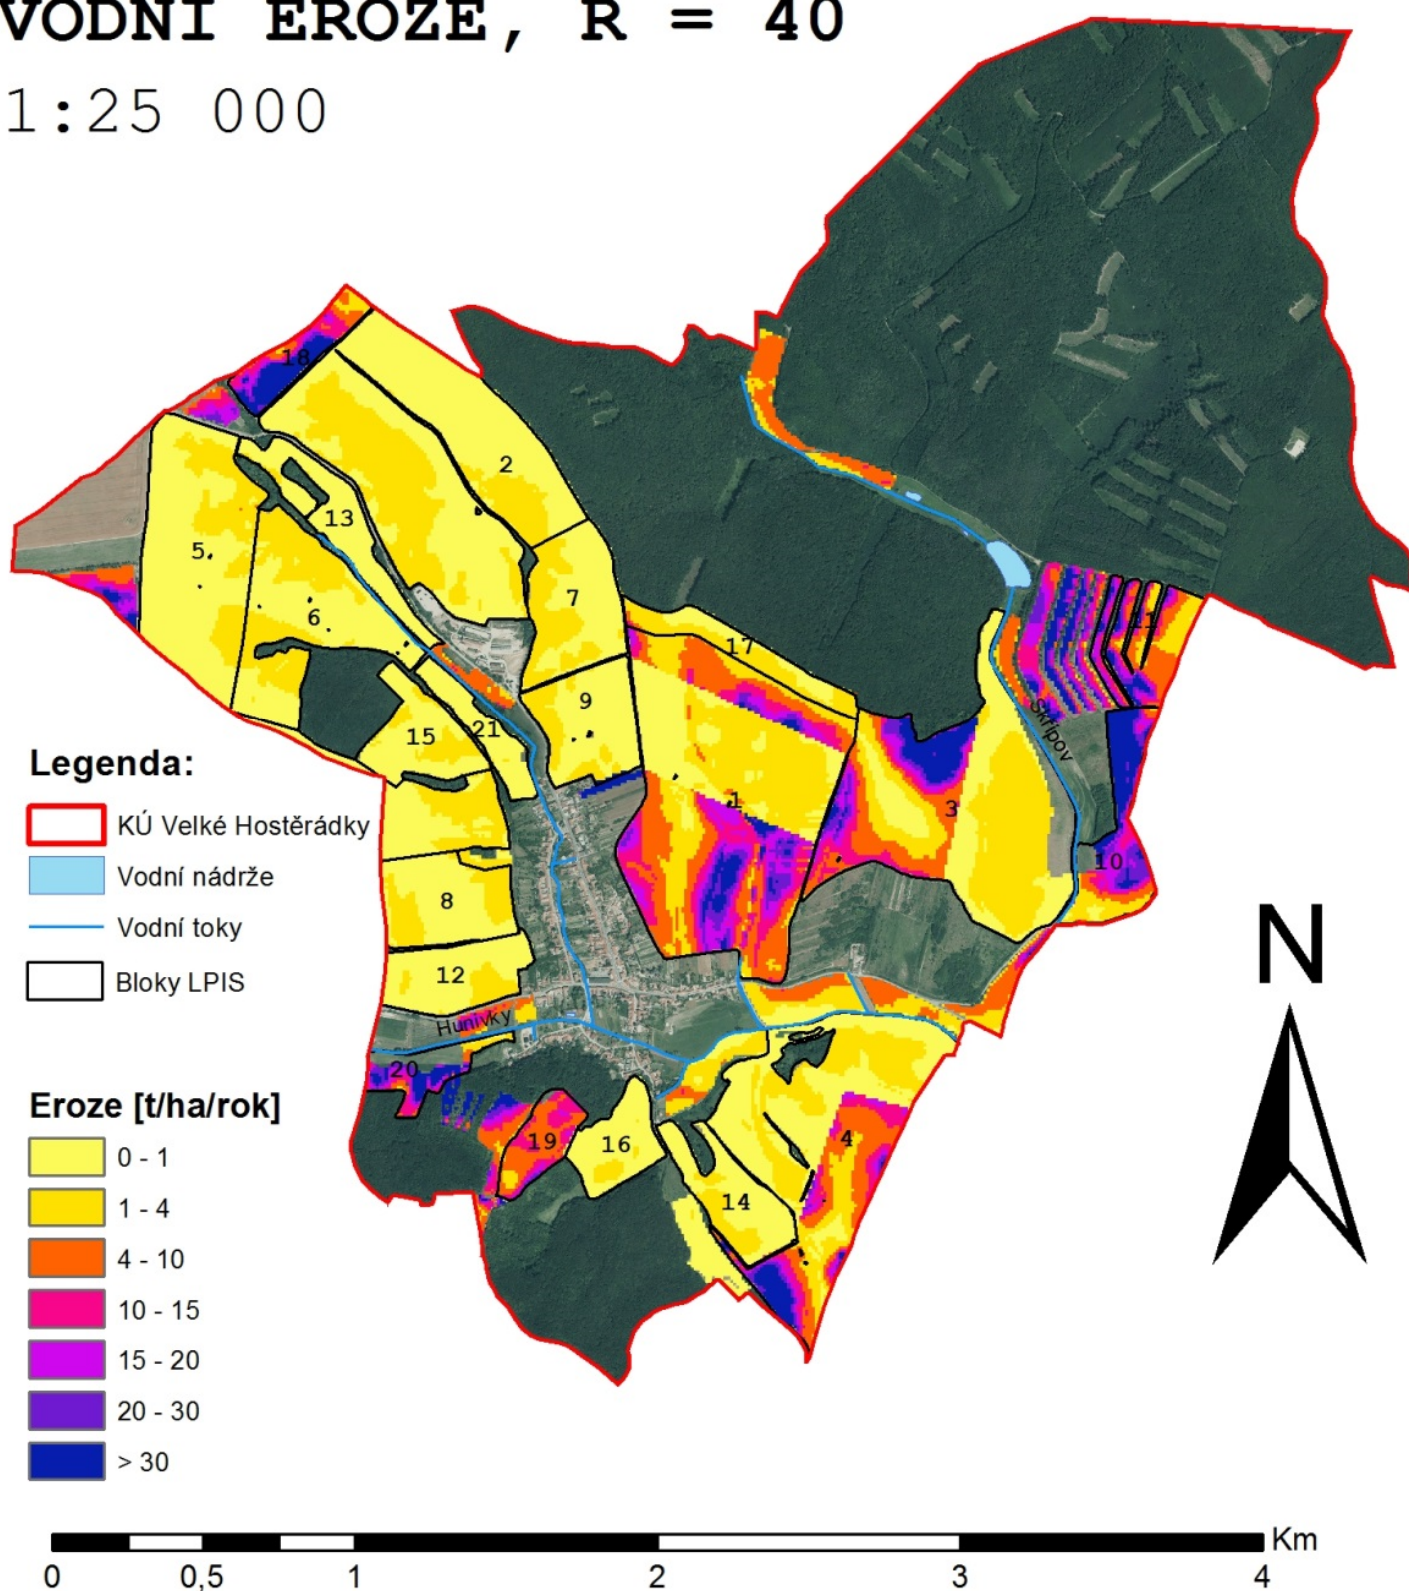 VODNÍ EROZE, R = 40
1:25 000
18
2
13
5
7
6
17
11
9
21
15
Skřipov
1
3
10
8
12
Hunivky
20
19
16
4
14
Legenda:
KÚ Velké Hostěrádky
Vodní nádrže
Vodní toky
Bloky LPIS
N
Eroze [t/ha/rok]
0 - 1
1 - 4
4 - 10
10 - 15
15 - 20
20 - 30
> 30
Km
0 0,5 1 2 3 4